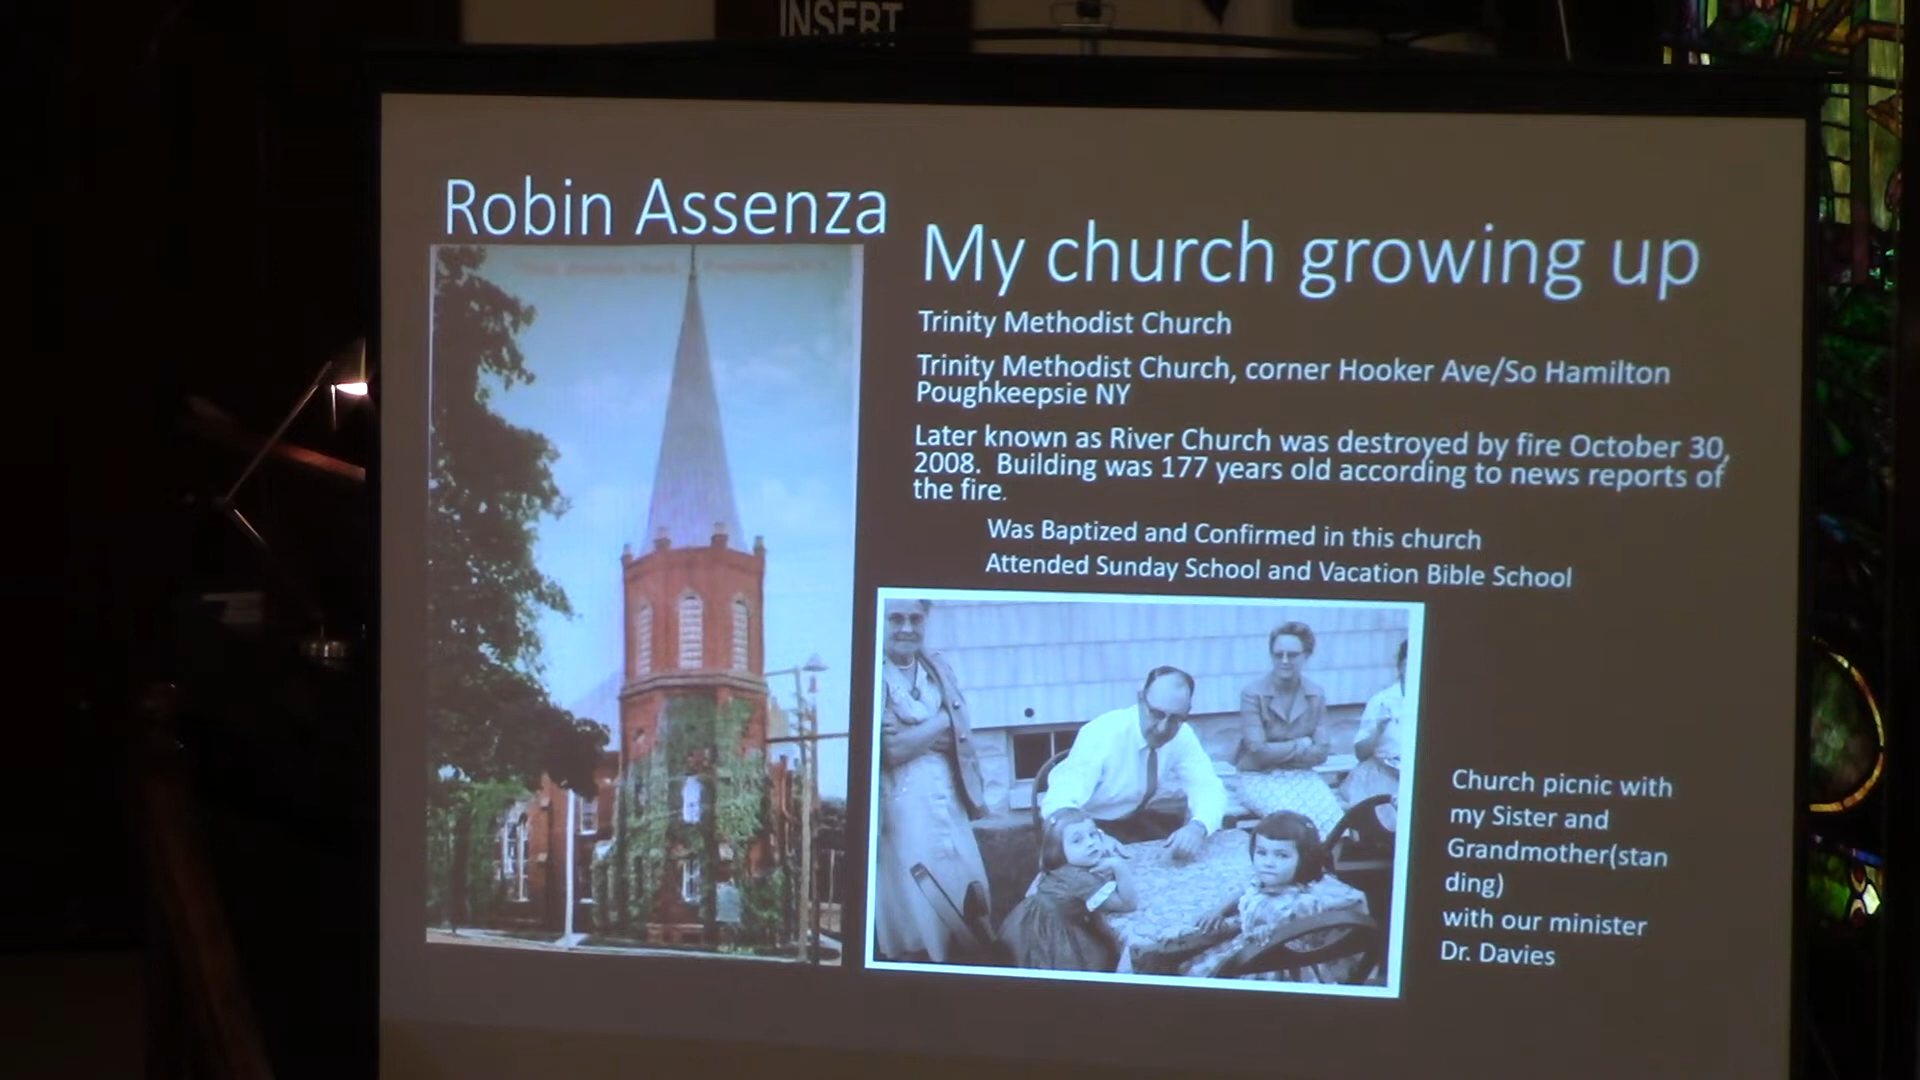 INSERT
Robin Assenza
My church growing up
Trinity Methodist Church
Trinity Methodist Church, corner Hooker Ave/So Hamilton
Poughkeepsie NY
Later known as River Church was destroyed by fire October 30,
2008.  Building was 177 years old according to news reports of
the fire.
Was Baptized and Confirmed in this church
Attended Sunday School and Vacation Bible School
Church picnic with
my Sister and
Grandmother(stan
ding)
with our minister
Dr. Davies